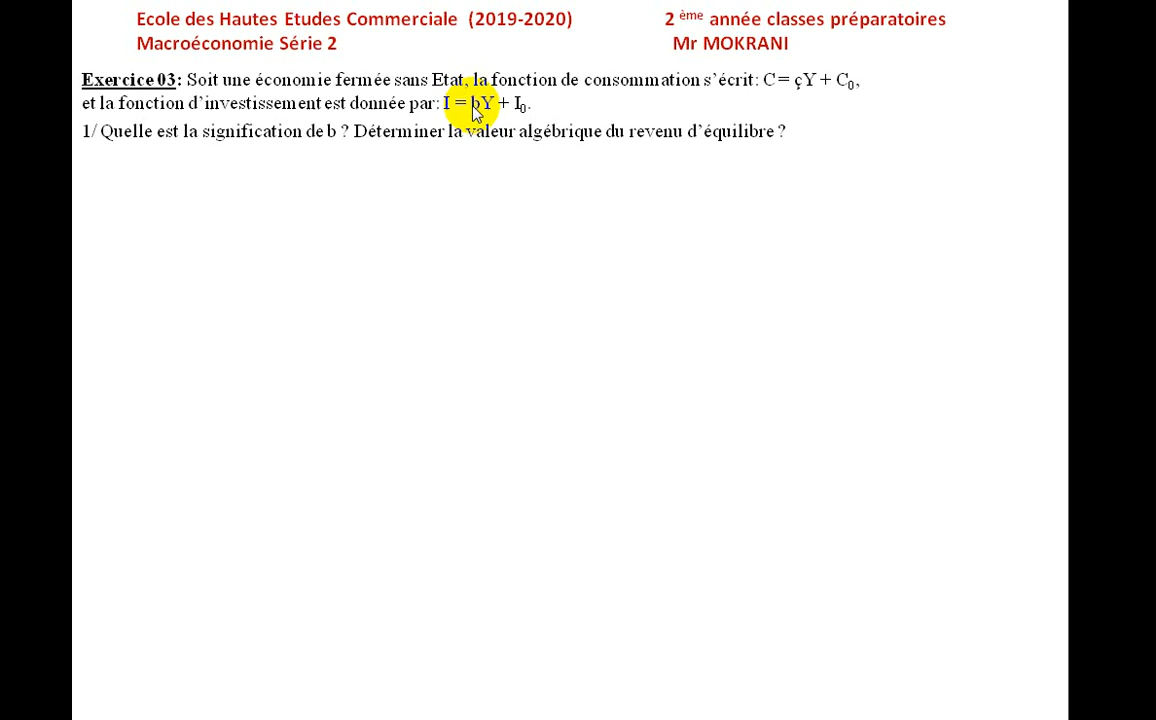 Ecole des Hautes Etudes Commerciale (2019-2020) 2 ème année classes préparatoires
Macroéconomie Série 2 Mr MOKRANI
Exercice 03: Soit une économie fermée sans Etat, la fonction de consommation s’écrit: C = çY + C₀,
et la fonction d’investissement est donnée par: I = bY + I₀.
1/ Quelle est la signification de b ? Déterminer la valeur algébrique du revenu d’équilibre ?